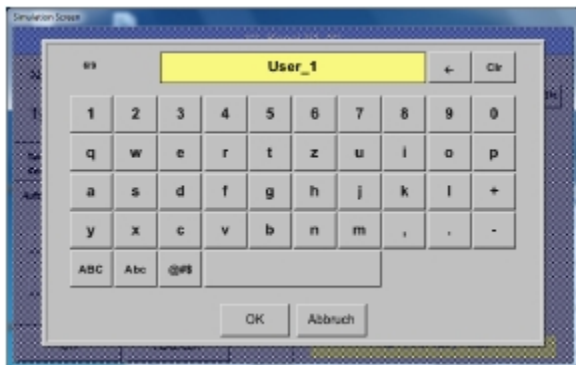 Simulation Screen
User_1 ← Clr
1 2 3 4 5 6 7 8 9 0
q w e r t z u i o p
a s d f g h j k l +
y x c v b n m , . -
ABC Abc @#$
OK Abbruch